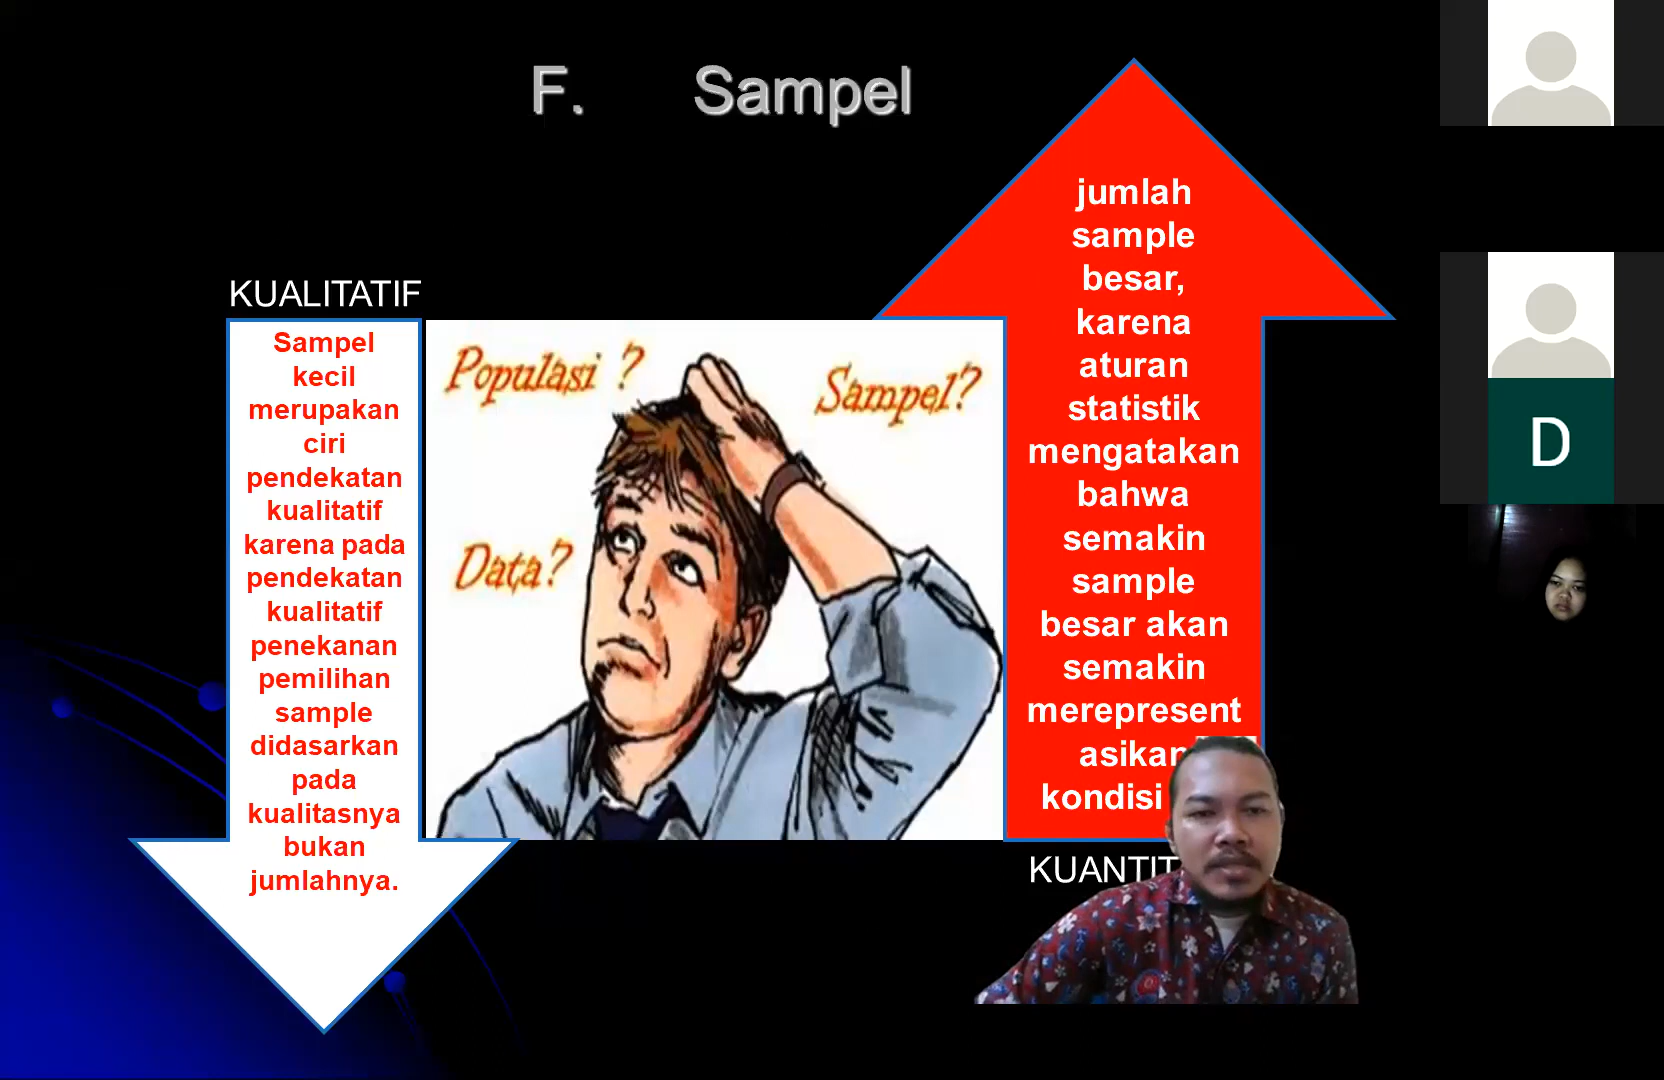 F. Sampel
KUALITATIF
Sampel
kecil
merupakan
ciri
pendekatan
kualitatif
karena pada
pendekatan
kualitatif
penekanan
pemilihan
sample
didasarkan
pada
kualitasnya
bukan
jumlahnya.
Populasi ?
Sampel?
Data?
jumlah
sample
besar,
karena
aturan
statistik
mengatakan
bahwa
semakin
sample
besar akan
semakin
merepresent
kondisi
D